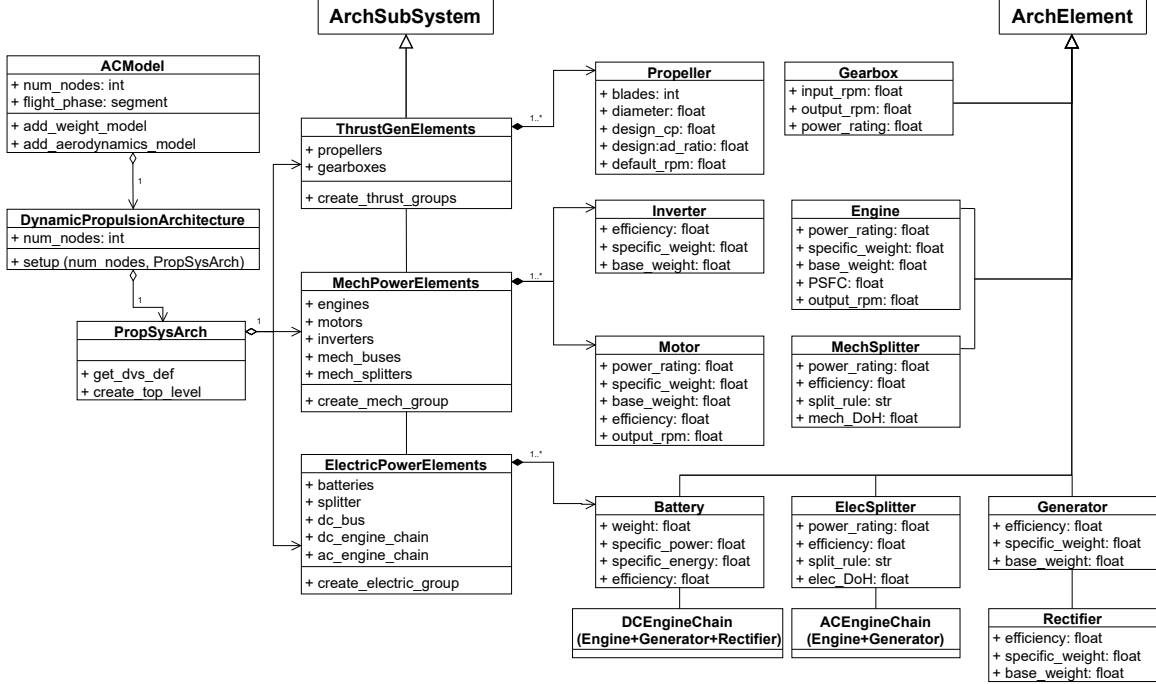 ArchSubSystem
ArchElement
ACModel
+ num_nodes: int
+ flight_phase: segment
+ add_weight_model
+ add_aerodynamics_model
1
DynamicPropulsionArchitecture
+ num_nodes: int
+ setup (num_nodes, PropSysArch)
1
PropSysArch
+ get_dvs_def
+ create_top_level
1
ThrustGenElements
+ propellers
+ gearboxes
+ create_thrust_groups
1..*
MechPowerElements
+ engines
+ motors
+ inverters
+ mech_buses
+ mech_splitters
+ create_mech_group
1..*
ElectricPowerElements
+ batteries
+ splitter
+ dc_bus
+ dc_engine_chain
+ ac_engine_chain
+ create_electric_group
1..*
Propeller
+ blades: int
+ diameter: float
+ design_cp: float
+ design:ad_ratio: float
+ default_rpm: float
Gearbox
+ input_rpm: float
+ output_rpm: float
+ power_rating: float
Inverter
+ efficiency: float
+ specific_weight: float
+ base_weight: float
Engine
+ power_rating: float
+ specific_weight: float
+ base_weight: float
+ PSFC: float
+ output_rpm: float
Motor
+ power_rating: float
+ specific_weight: float
+ base_weight: float
+ efficiency: float
+ output_rpm: float
MechSplitter
+ power_rating: float
+ efficiency: float
+ split_rule: str
+ mech_DoH: float
Battery
+ weight: float
+ specific_power: float
+ specific_energy: float
+ efficiency: float
ElecSplitter
+ power_rating: float
+ efficiency: float
+ split_rule: str
+ elec_DoH: float
Generator
+ efficiency: float
+ specific_weight: float
+ base_weight: float
DCEngineChain
(Engine+Generator+Rectifier)
ACEngineChain
(Engine+Generator)
Rectifier
+ efficiency: float
+ specific_weight: float
+ base_weight: float